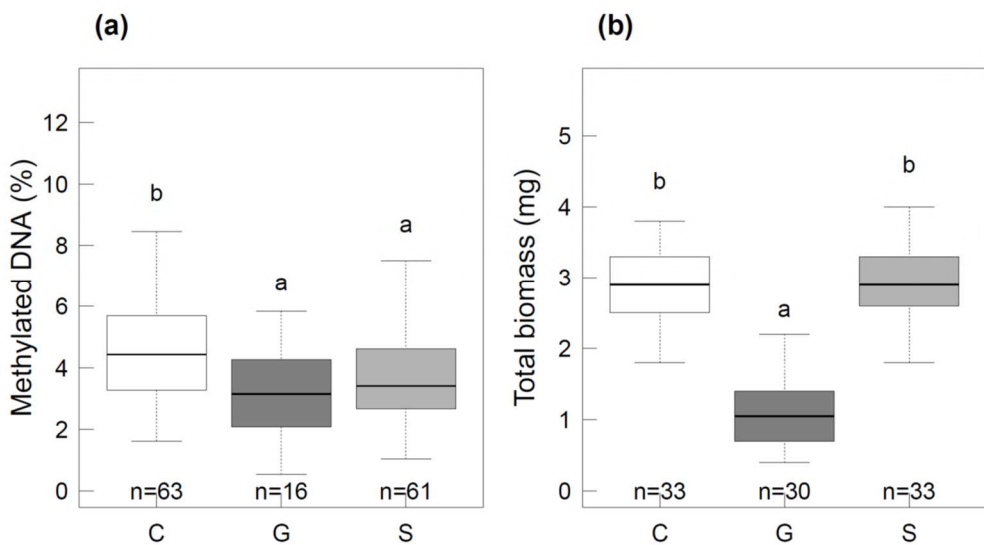 (a)
Methylated DNA (%)
12
10
8
6
4
2
0
b
a
a
n=63
n=16
n=61
C
G
S
(b)
Total biomass (mg)
5
4
3
2
1
0
b
a
b
n=33
n=30
n=33
C
G
S